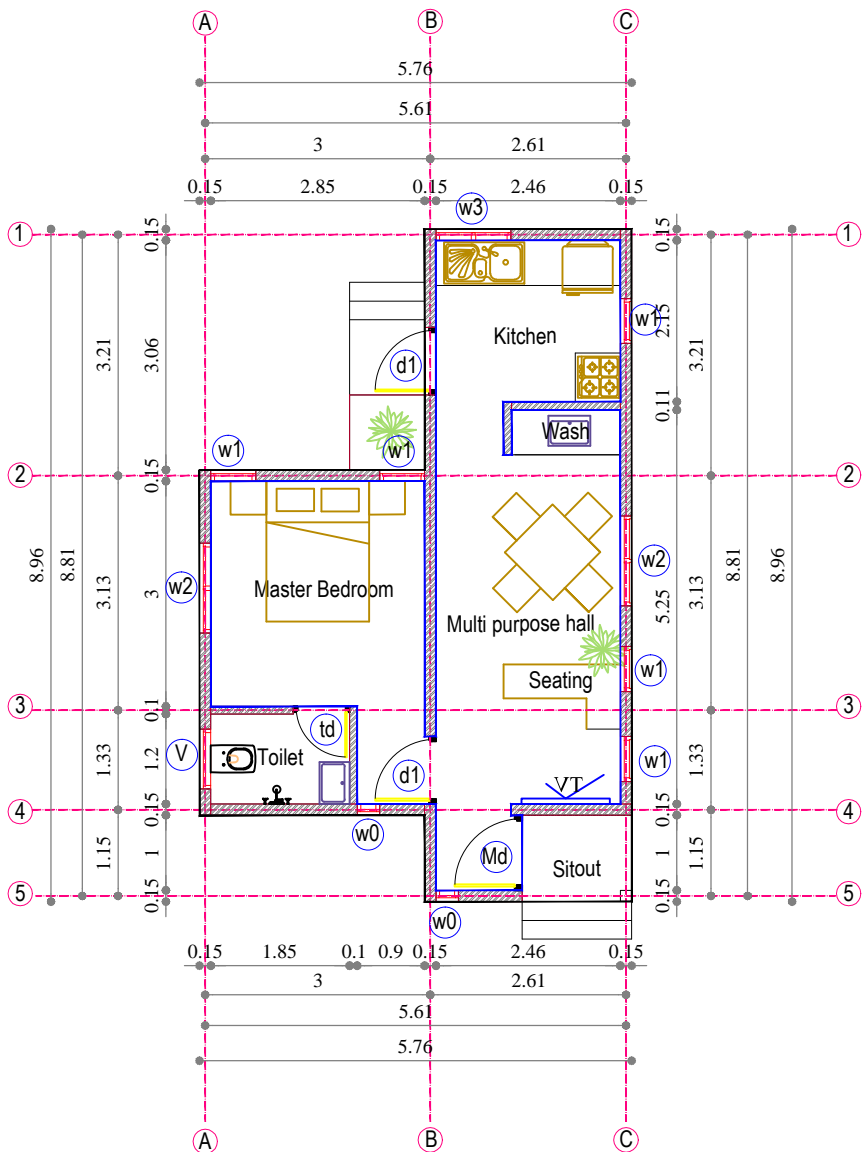 A B C
5.76
5.61
3 2.61
0.15 2.85 0.15 2.46 0.15
w3
1 1
0.15 0.15
w1
2.15
Kitchen
3.21 3.06 3.21
d1
0.11
Wash
w1 w1
2 2
0.15
8.96 8.81 8.81 8.96
w2
3.13 3 3.13
w2
5.25
Master Bedroom
Multi purpose hall
w1
Seating
3 3
0.1
td
V
Toilet
1.33 1.2 1.33
w1
d1
VT
4 4
0.15 0.15
w0
1.15 1 1 1.15
Md
Sitout
5 5
0.15 0.15
w0
0.15 1.85 0.1 0.9 0.15 2.46 0.15
3 2.61
5.61
5.76
A B C